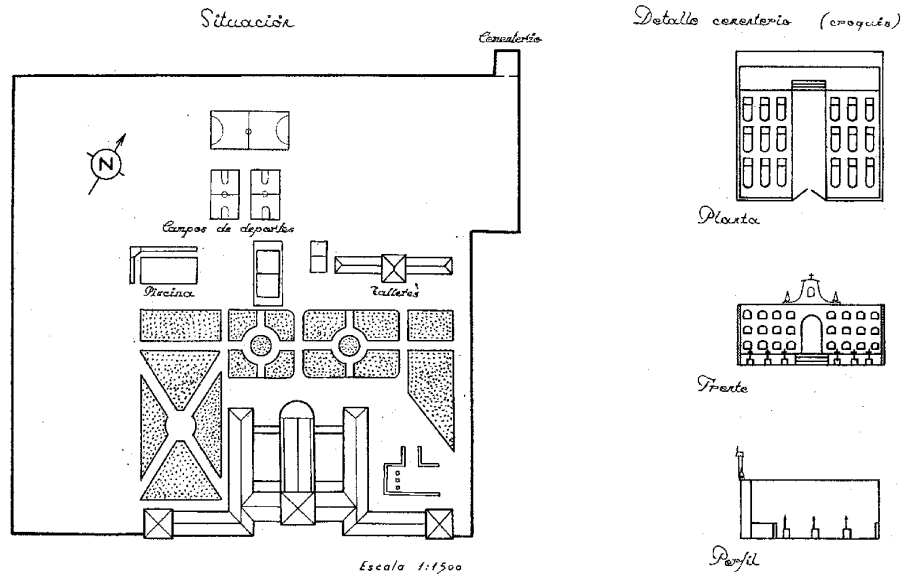 Situación
Cementerio
N
Campos de deportes
Piscina
Talleres
Escala 1:1500
Detalle cementerio (croquis)
Planta
Frente
Perfil